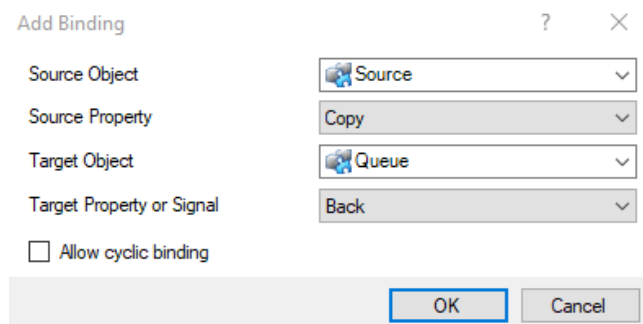 Add Binding ?
Source Object Source
Source Property Copy
Target Object Queue
Target Property or Signal Back
Allow cyclic binding
OK Cancel